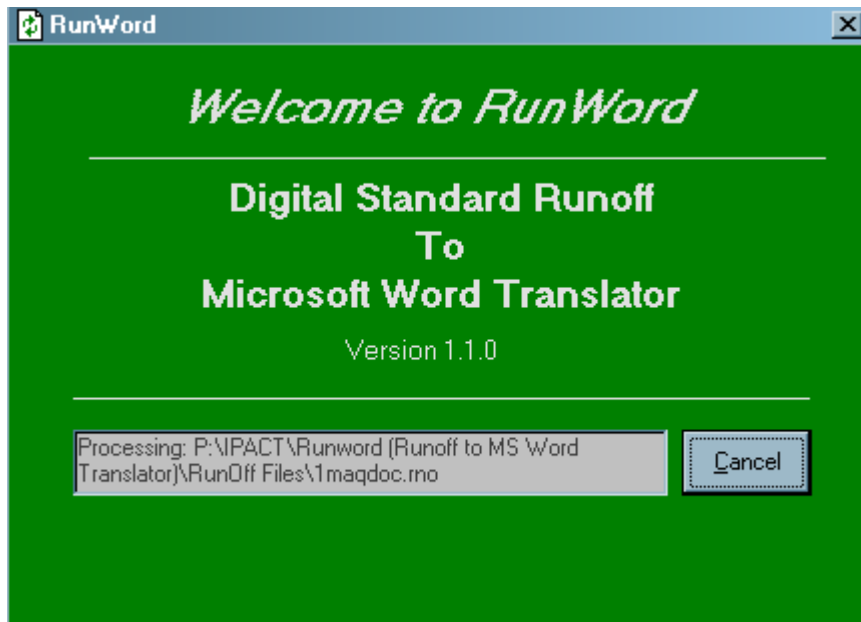 RunWord
Welcome to RunWord
Digital Standard Runoff
To
Microsoft Word Translator
Version 1.1.0
Processing: P:\IPACT\Runword (Runoff to MS Word
Translator)\RunOff Files\1maqdoc.rno
Cancel